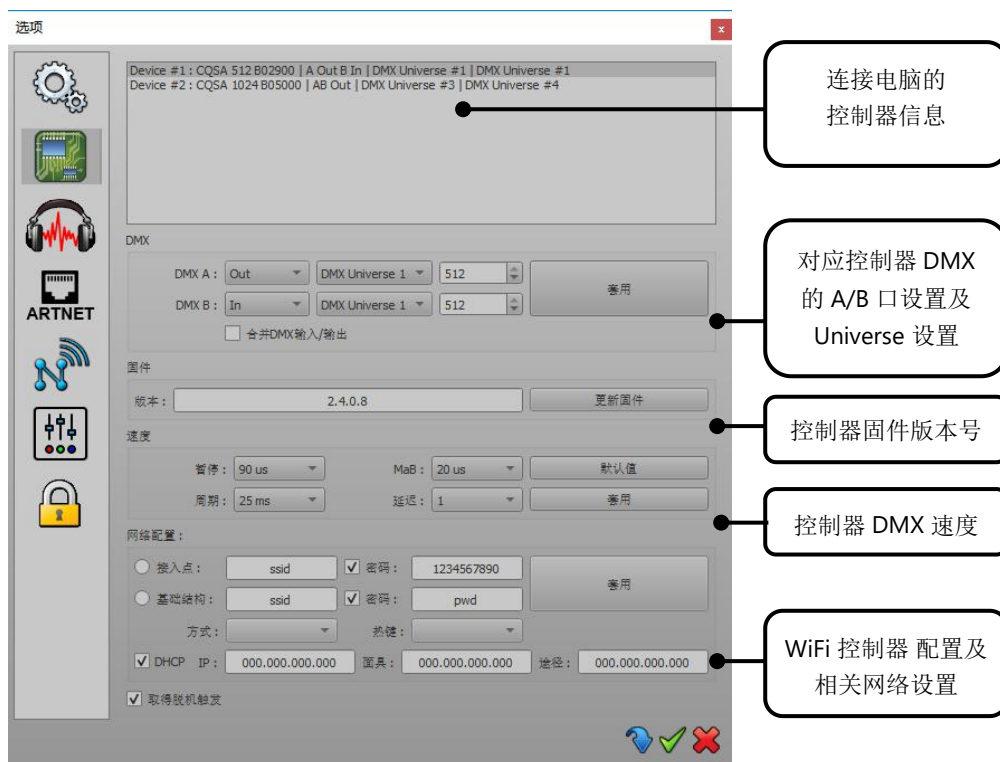 选项
Device #1 : CQSA 512 B02900 | A Out B In | DMX Universe #1 | DMX Universe #1
Device #2 : CQSA 1024 B05000 | AB Out | DMX Universe #3 | DMX Universe #4
连接电脑的
控制器信息
ARTNET
DMX
DMX A : Out DMX Universe 1 512 套用
DMX B : In DMX Universe 1 512
合并DMX输入/输出
对应控制器 DMX
的 A/B 口设置及
Universe 设置
固件
版本 : 2.4.0.8 更新固件
控制器固件版本号
速度
暂停 : 90 us MaB : 20 us 默认值
周期 : 25 ms 延迟 : 1 套用
控制器 DMX 速度
网络配置 :
接入点 : ssid 密码 : 1234567890 套用
基础结构 : ssid 密码 : pwd
方式 : 热键 :
DHCP IP : 000.000.000.000 面具 : 000.000.000.000 途径 : 000.000.000.000
取得脱机触发
WiFi 控制器 配置及
相关网络设置